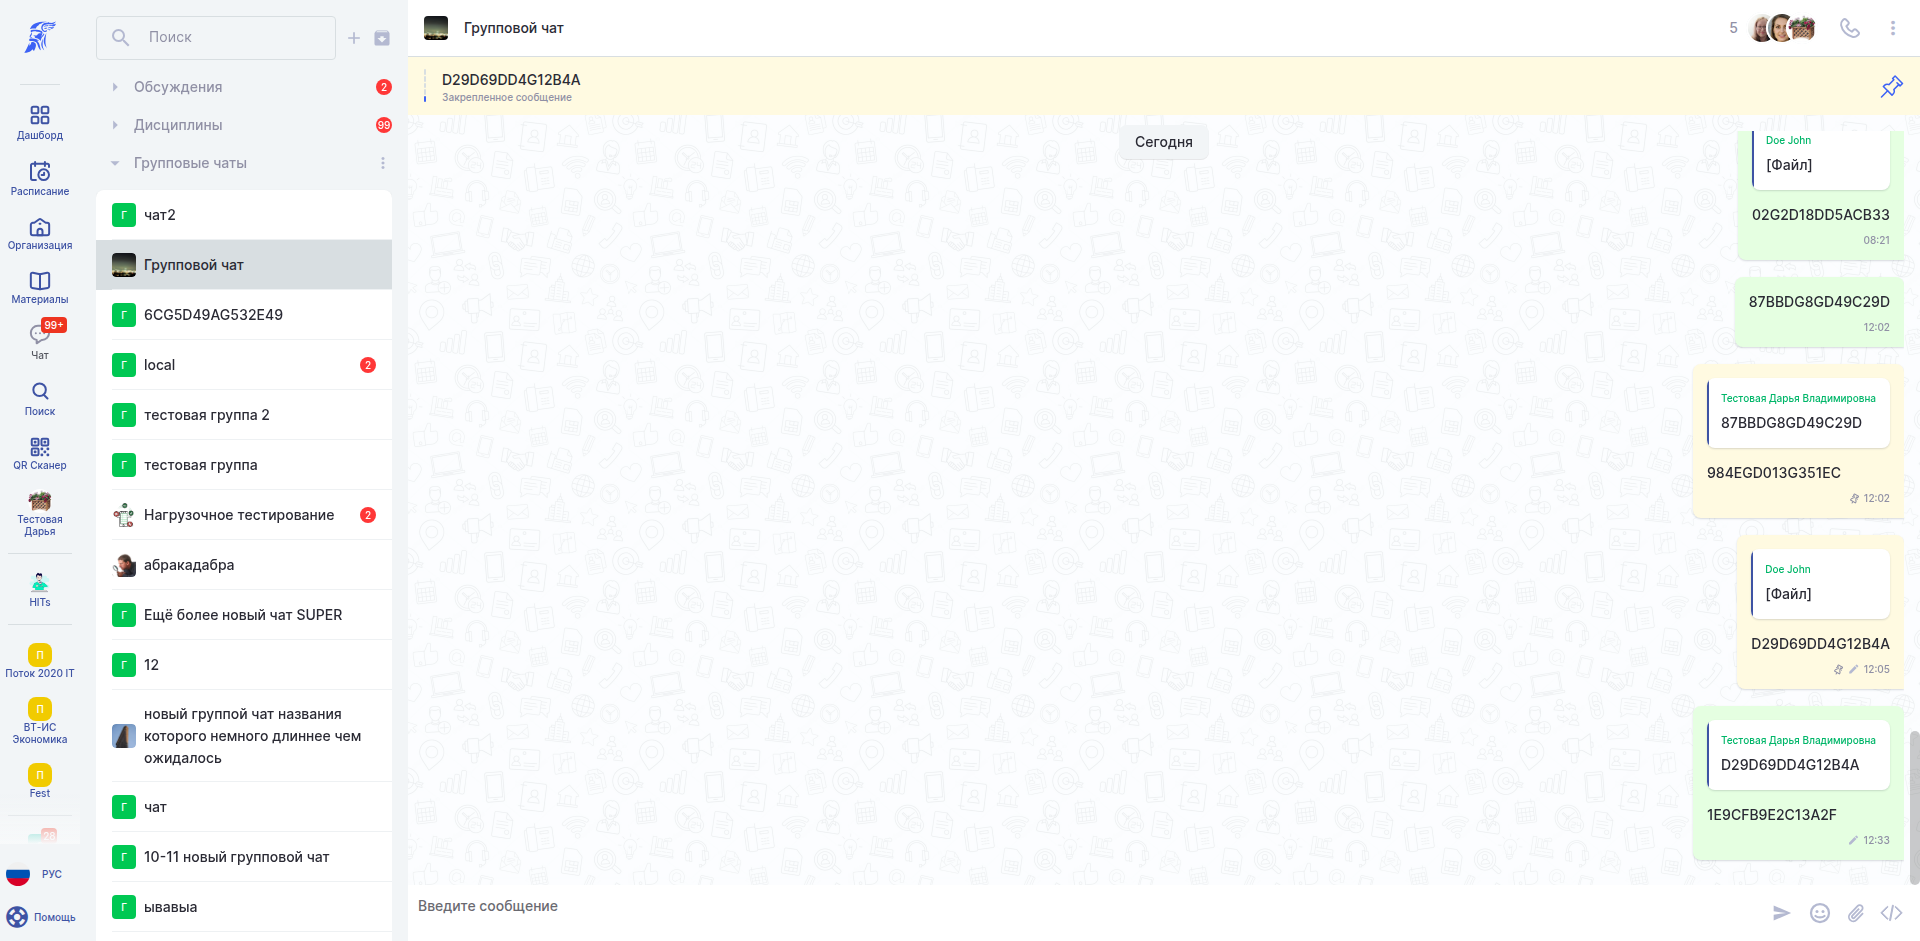 Дашборд
Расписание
Организация
Материалы
99+
Чат
Поиск
QR Сканер
Тестовая
Дарья
HITs
П
Поток 2020 IT
П
ВТ-ИС
Экономика
П
Fest
28
РУС
Помощь
Поиск
Обсуждения 2
Дисциплины 99
Групповые чаты
Г чат2
Групповой чат
Г 6CG5D49AG532E49
Г local 2
Г тестовая группа 2
Г тестовая группа
Нагрузочное тестирование 2
абракадабра
Г Ещё более новый чат SUPER
Г 12
новый группой чат названия
которого немного длиннее чем
ожидалось
Г чат
Г 10-11 новый групповой чат
Г ывавыа
Групповой чат 5
D29D69DD4G12B4A
Закрепленное сообщение
Сегодня
Doe John
[Файл]
02G2D18DD5ACB33
08:21
87BBDG8GD49C29D
12:02
Тестовая Дарья Владимировна
87BBDG8GD49C29D
984EGD013G351EC
12:02
Doe John
[Файл]
D29D69DD4G12B4A
12:05
Тестовая Дарья Владимировна
D29D69DD4G12B4A
1E9CFB9E2C13A2F
12:33
Введите сообщение